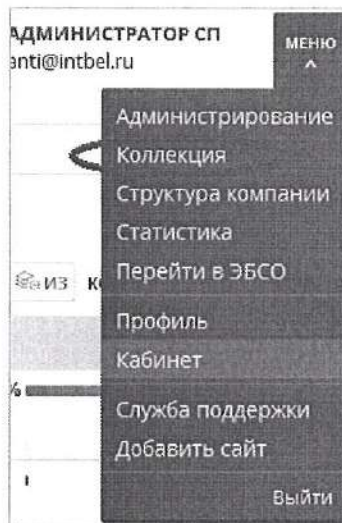 АДМИНИСТРАТОР СП
anti@intbel.ru
МЕНЮ
Администрирование
Коллекция
Структура компании
Статистика
Перейти в ЭБСО
ИЗ К
Профиль
Кабинет
%
Служба поддержки
Добавить сайт
Выйти